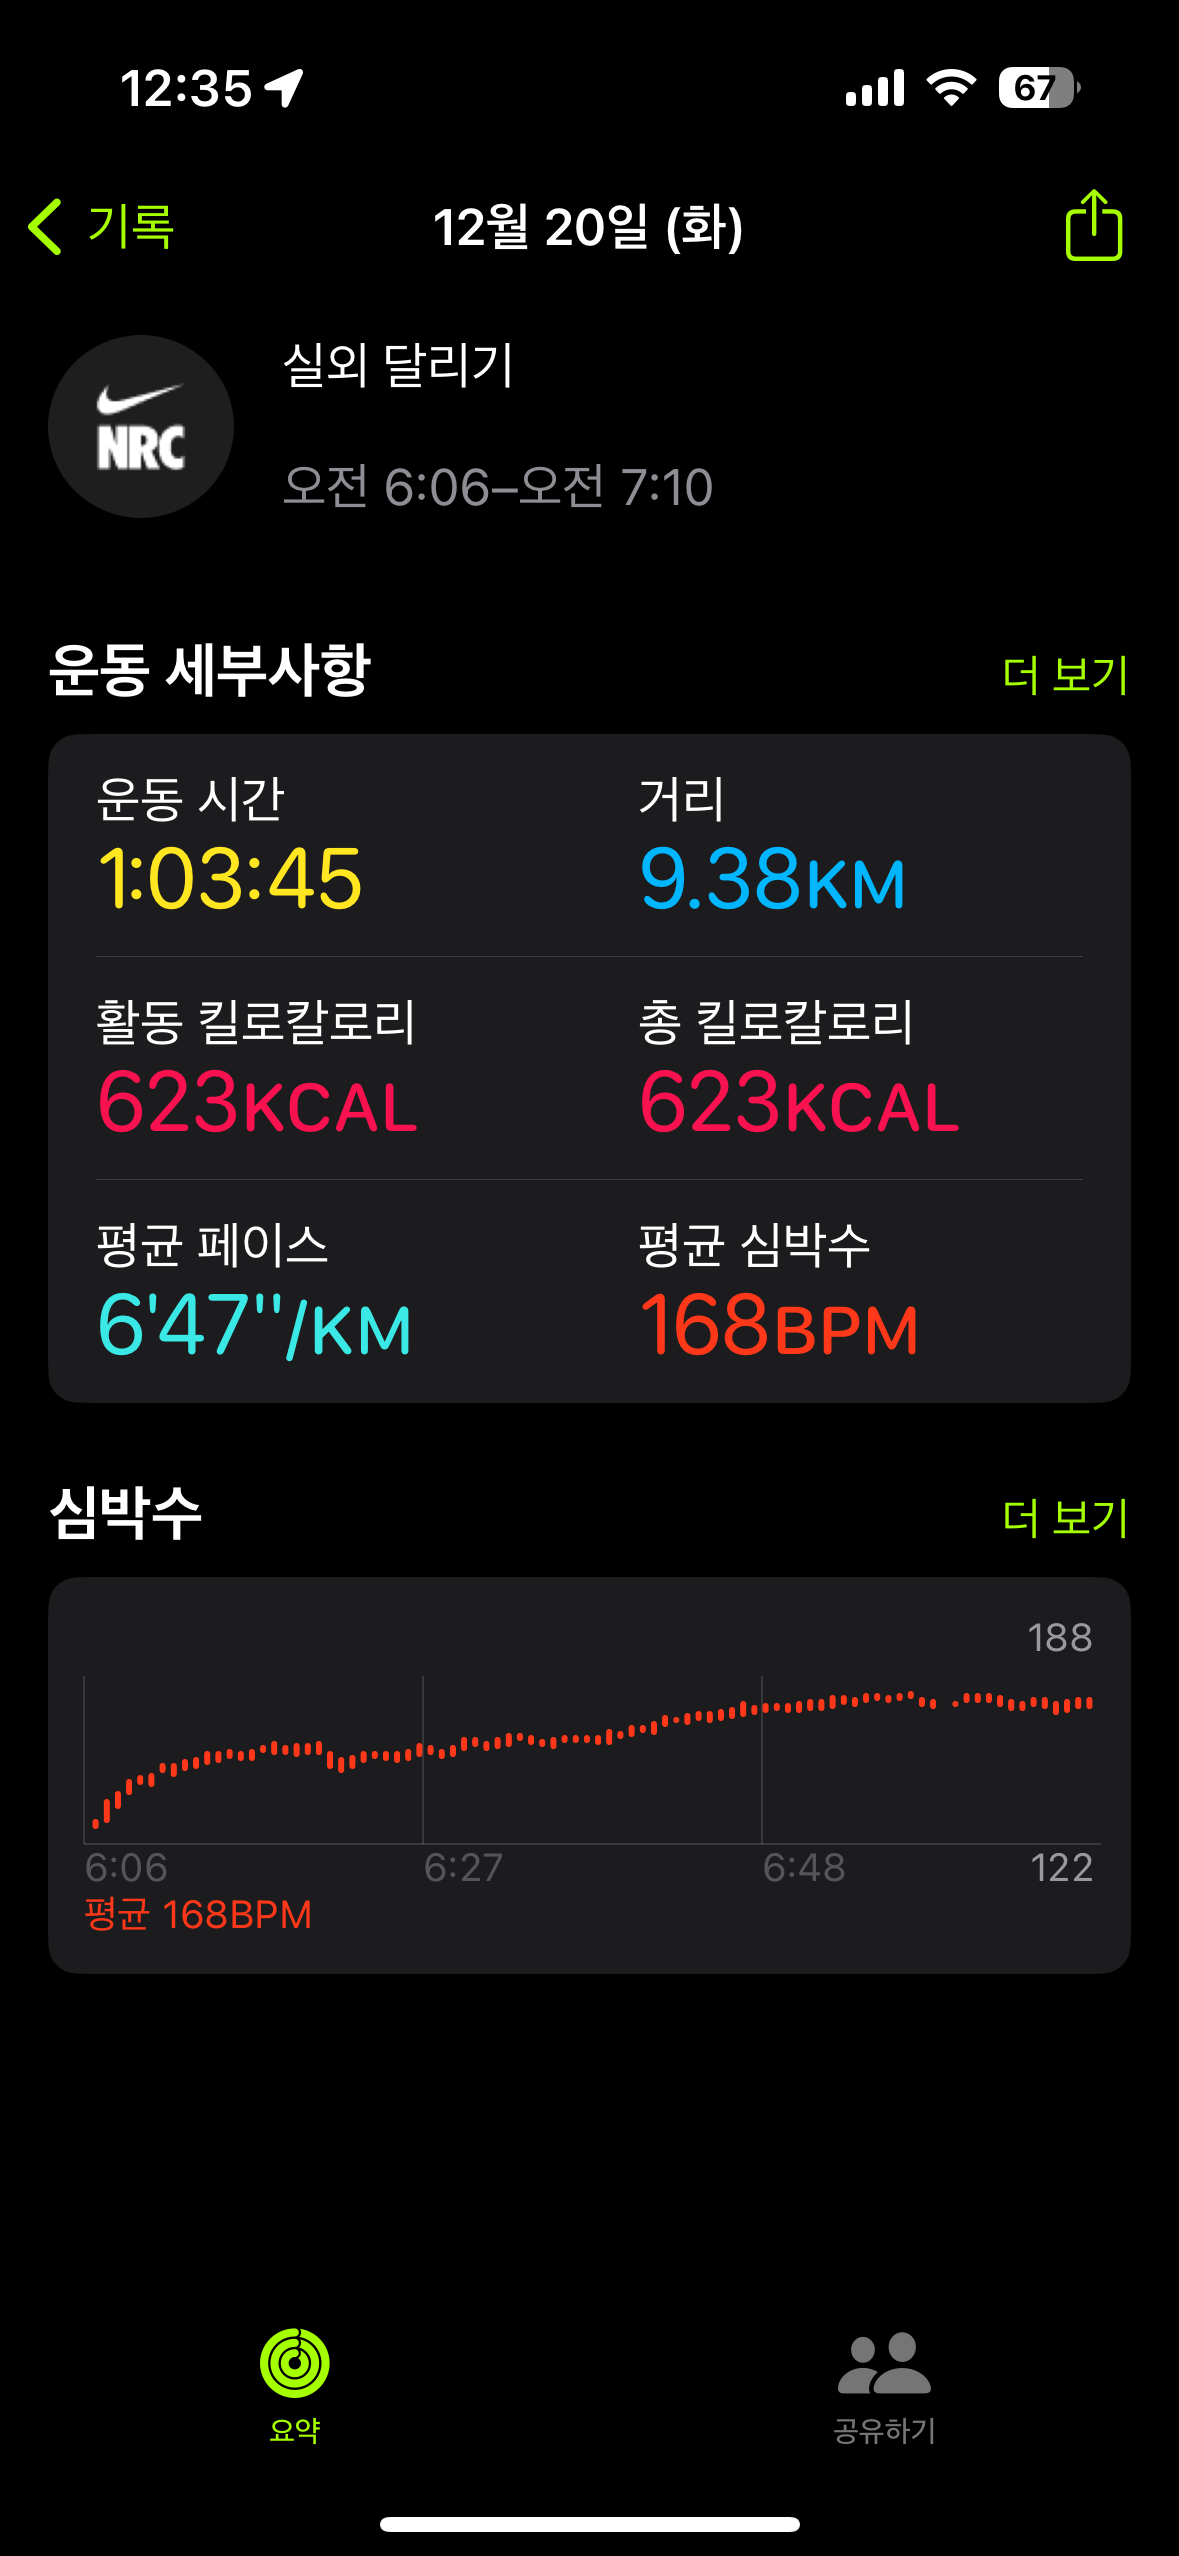 12:35
67
기록
12월 20일 (화)
NRC
실외 달리기
오전 6:06–오전 7:10
운동 세부사항
더 보기
운동 시간
거리
1:03:45
9.38KM
활동 킬로칼로리
총 킬로칼로리
623KCAL
623KCAL
평균 페이스
평균 심박수
6'47''/KM
168BPM
심박수
더 보기
188
6:06
6:27
6:48
122
평균 168BPM
요약
공유하기